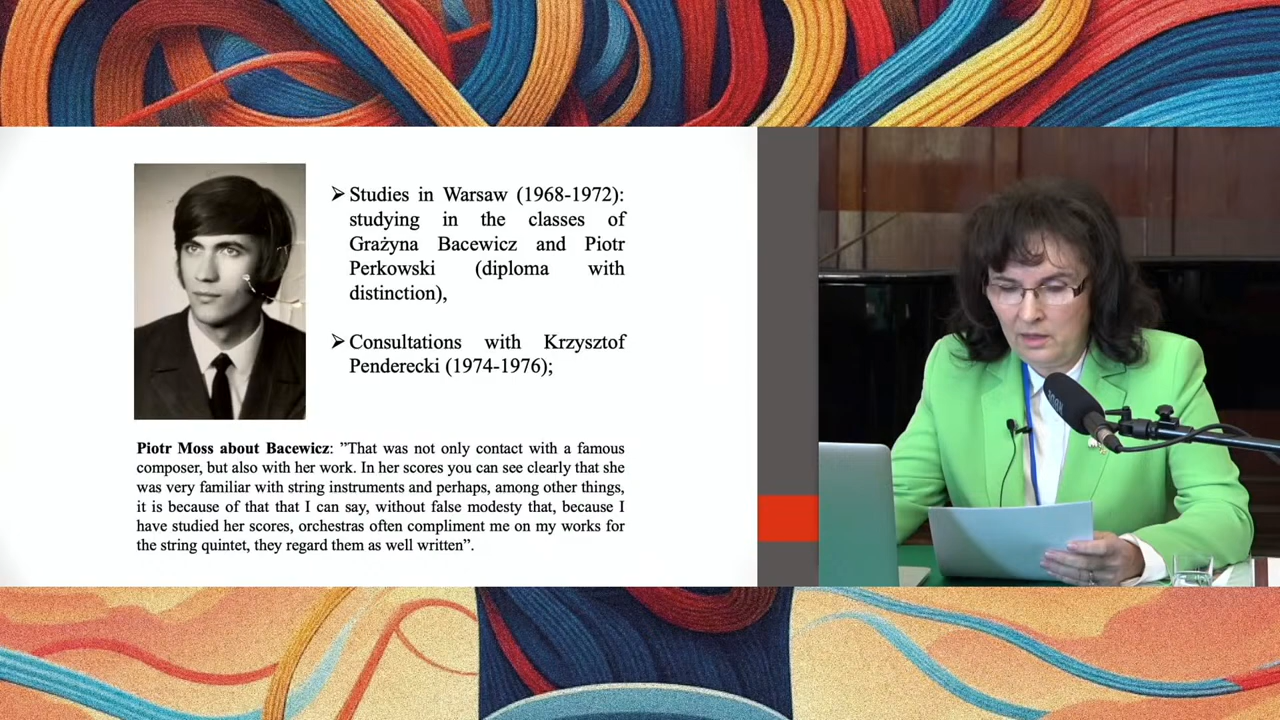 ➢ Studies in Warsaw (1968-1972):
studying in the classes of
Grażyna Bacewicz and Piotr
Perkowski (diploma with
distinction),
➢ Consultations with Krzysztof
Penderecki (1974-1976);
Piotr Moss about Bacewicz: ”That was not only contact with a famous
composer, but also with her work. In her scores you can see clearly that she
was very familiar with string instruments and perhaps, among other things,
it is because of that that I can say, without false modesty that, because I
have studied her scores, orchestras often compliment me on my works for
the string quintet, they regard them as well written”.
RODE